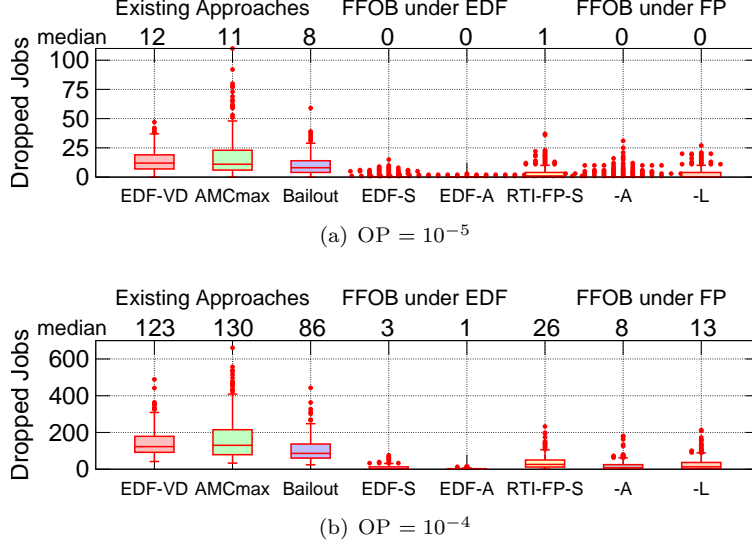 Existing Approaches FFOB under EDF FFOB under FP
median 12 11 8 0 0 1 0 0
100
75
50
25
0
Dropped Jobs
EDF-VD AMCmax Bailout EDF-S EDF-A RTI-FP-S -A -L
(a) OP = 10⁻⁵
Existing Approaches FFOB under EDF FFOB under FP
median 123 130 86 3 1 26 8 13
600
400
200
0
Dropped Jobs
EDF-VD AMCmax Bailout EDF-S EDF-A RTI-FP-S -A -L
(b) OP = 10⁻⁴